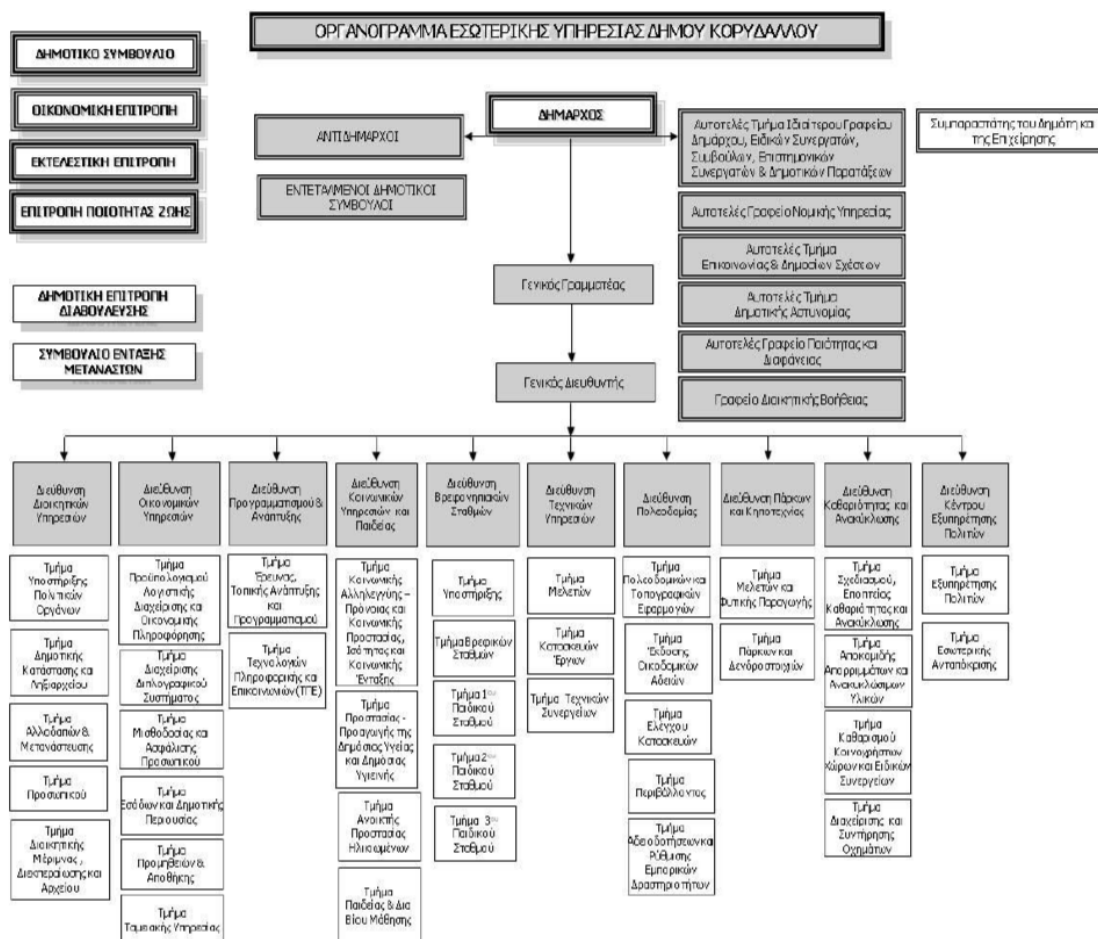 ΟΡΓΑΝΟΓΡΑΜΜΑ ΕΣΩΤΕΡΙΚΗΣ ΥΠΗΡΕΣΙΑΣ ΔΗΜΟΥ ΚΟΡΥΔΑΛΛΟΥ
ΔΗΜΟΤΙΚΟ ΣΥΜΒΟΥΛΙΟ
ΟΙΚΟΝΟΜΙΚΗ ΕΠΙΤΡΟΠΗ
ΕΚΤΕΛΕΣΤΙΚΗ ΕΠΙΤΡΟΠΗ
ΕΠΙΤΡΟΠΗ ΠΟΙΟΤΗΤΑΣ ΖΩΗΣ
ΔΗΜΟΤΙΚΗ ΕΠΙΤΡΟΠΗ
ΔΙΑΒΟΥΛΕΥΣΗΣ
ΣΥΜΒΟΥΛΙΟ ΕΝΤΑΞΗΣ
ΜΕΤΑΝΑΣΤΩΝ
ΔΗΜΑΡΧΟΣ
ΑΝΤΙΔΗΜΑΡΧΟΙ
ΕΝΤΕΤΑΛΜΕΝΟΙ ΔΗΜΟΤΙΚΟΙ
ΣΥΜΒΟΥΛΟΙ
Αυτοτελές Τμήμα Ιδιαίτερου Γραφείου
Δημάρχου, Ειδικών Συνεργατών,
Συμβούλων, Επιστημονικών
Συνεργατών & Δημοτικών Παρατάξεων
Συμπαραστάτης του Δημότη και
της Επιχείρησης
Αυτοτελές Γραφείο Νομικής Υπηρεσίας
Αυτοτελές Τμήμα
Επικοινωνίας & Δημοσίων Σχέσεων
Αυτοτελές Τμήμα
Δημοτικής Αστυνομίας
Αυτοτελές Γραφείο Ποιότητας και
Διαφάνειας
Γραφείο Διοικητικής Βοήθειας
Γενικός Γραμματέας
Γενικός Διευθυντής
Διεύθυνση
Διοικητικών
Υπηρεσιών
Τμήμα
Υποστήριξης
Πολιτικών
Οργάνων
Τμήμα
Δημοτικής
Κατάστασης και
Ληξιαρχείου
Τμήμα
Αλλοδαπών &
Μετανάστευσης
Τμήμα
Προσωπικού
Τμήμα
Διοικητικής
Μέριμνας ,
Διεκπεραίωσης και
Αρχείου
Διεύθυνση
Οικονομικών
Υπηρεσιών
Τμήμα
Προϋπολογισμού
Λογιστικής
Διαχείρισης και
Οικονομικής
Πληροφόρησης
Τμήμα
Διαχείρισης
Διπλογραφικού
Συστήματος
Τμήμα
Μισθοδοσίας και
Ασφάλισης
Προσωπικού
Τμήμα
Εσόδων και Δημοτικής
Περιουσίας
Τμήμα
Προμηθειών &
Αποθήκης
Τμήμα
Ταμειακής Υπηρεσίας
Διεύθυνση
Προγραμματισμού &
Ανάπτυξης
Τμήμα
Έρευνας,
Τοπικής Ανάπτυξης
και
Προγραμματισμού
Τμήμα
Τεχνολογιών
Πληροφορικής και
Επικοινωνιών(ΤΠΕ)
Διεύθυνση
Κοινωνικών
Υπηρεσιών και
Παιδείας
Τμήμα
Κοινωνικής
Αλληλεγγύης –
Πρόνοιας και
Κοινωνικής
Προστασίας,
Ισότητας και
Κοινωνικής
Ένταξης
Τμήμα
Προστασίας -
Προαγωγής της
Δημόσιας Υγείας
και Δημόσιας
Υγιεινής
Τμήμα
Ανοικτής
Προστασίας
Ηλικιωμένων
Τμήμα
Παιδείας & Δια
Βίου Μάθησης
Διεύθυνση
Βρεφονηπιακών
Σταθμών
Τμήμα
Υποστήριξης
Τμήμα Βρεφικών
Σταθμών
Τμήμα 1ου
Παιδικού
Σταθμού
Τμήμα 2ου
Παιδικού
Σταθμού
Τμήμα 3ου
Παιδικού
Σταθμού
Διεύθυνση
Τεχνικών
Υπηρεσιών
Τμήμα
Μελετών
Τμήμα
Κατασκευών
Έργων
Τμήμα Τεχνικών
Συνεργείων
Διεύθυνση
Πολεοδομίας
Τμήμα
Πολεοδομικών και
Τοπογραφικών
Εφαρμογών
Τμήμα
Έκδοσης
Οικοδομικών
Αδειών
Τμήμα
Ελέγχου
Κατασκευών
Τμήμα
Περιβάλλοντος
Τμήμα
Αδειοδοτήσεων και
Ρύθμισης
Εμπορικών
Δραστηριοτήτων
Διεύθυνση Πάρκων
και Κηποτεχνίας
Τμήμα
Μελετών και
Φυτικής Παραγωγής
Τμήμα
Πάρκων και
Δενδροστοιχιών
Διεύθυνση
Καθαριότητας και
Ανακύκλωσης
Τμήμα
Σχεδιασμού,
Εποπτείας
Καθαριότητας και
Ανακύκλωσης
Τμήμα
Αποκομιδής
Απορριμμάτων και
Ανακυκλώσιμων
Υλικών
Τμήμα
Καθαρισμού
Κοινοχρήστων
Χώρων και Ειδικών
Συνεργείων
Τμήμα
Διαχείρισης και
Συντήρησης
Οχημάτων
Διεύθυνση
Κέντρου
Εξυπηρέτησης
Πολιτών
Τμήμα
Εξυπηρέτησης
Πολιτών
Τμήμα
Εσωτερικής
Ανταπόκρισης